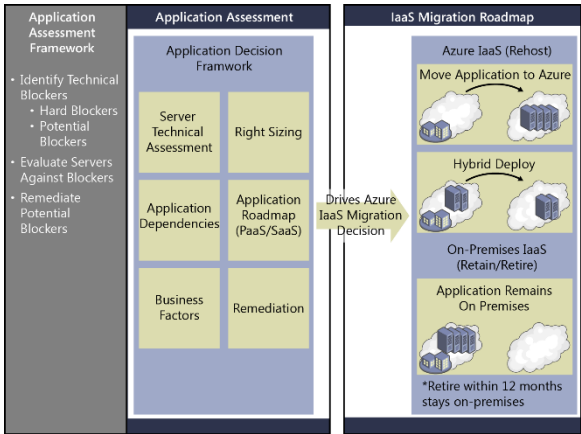 Application
Assessment
Framework
• Identify Technical
Blockers
• Hard Blockers
• Potential
Blockers
• Evaluate Servers
Against Blockers
• Remediate
Potential
Blockers
Application Assessment
Application Decision
Framwork
Server
Technical
Assessment
Right Sizing
Application
Dependencies
Application
Roadmap
(PaaS/SaaS)
Business
Factors
Remediation
Drives Azure
IaaS Migration
Decision
IaaS Migration Roadmap
Azure IaaS (Rehost)
Move Application to Azure
Hybrid Deploy
On-Premises IaaS
(Retain/Retire)
Application Remains
On Premises
*Retire within 12 months
stays on-premises